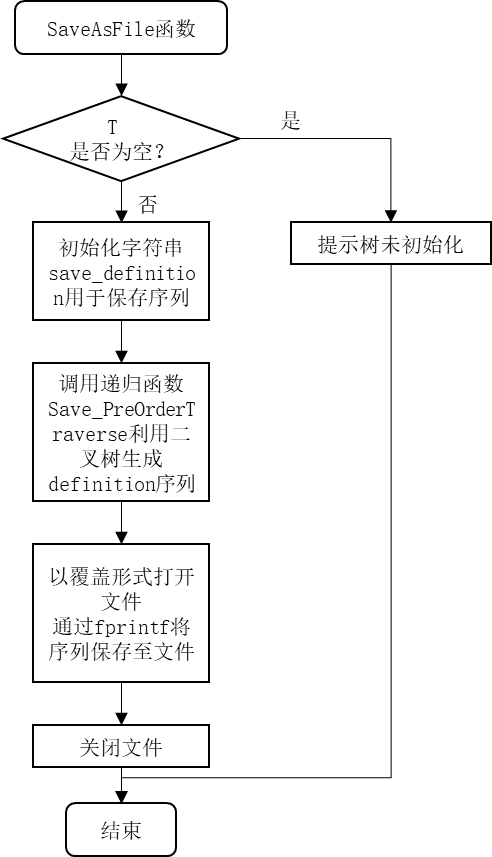 SaveAsFile函数
T
是否为空?
是
否
初始化字符串
save_definitio
n用于保存序列
提示树未初始化
调用递归函数
Save_PreOrderT
raverse利用二
叉树生成
definition序列
以覆盖形式打开
文件
通过fprintf将
序列保存至文件
关闭文件
结束